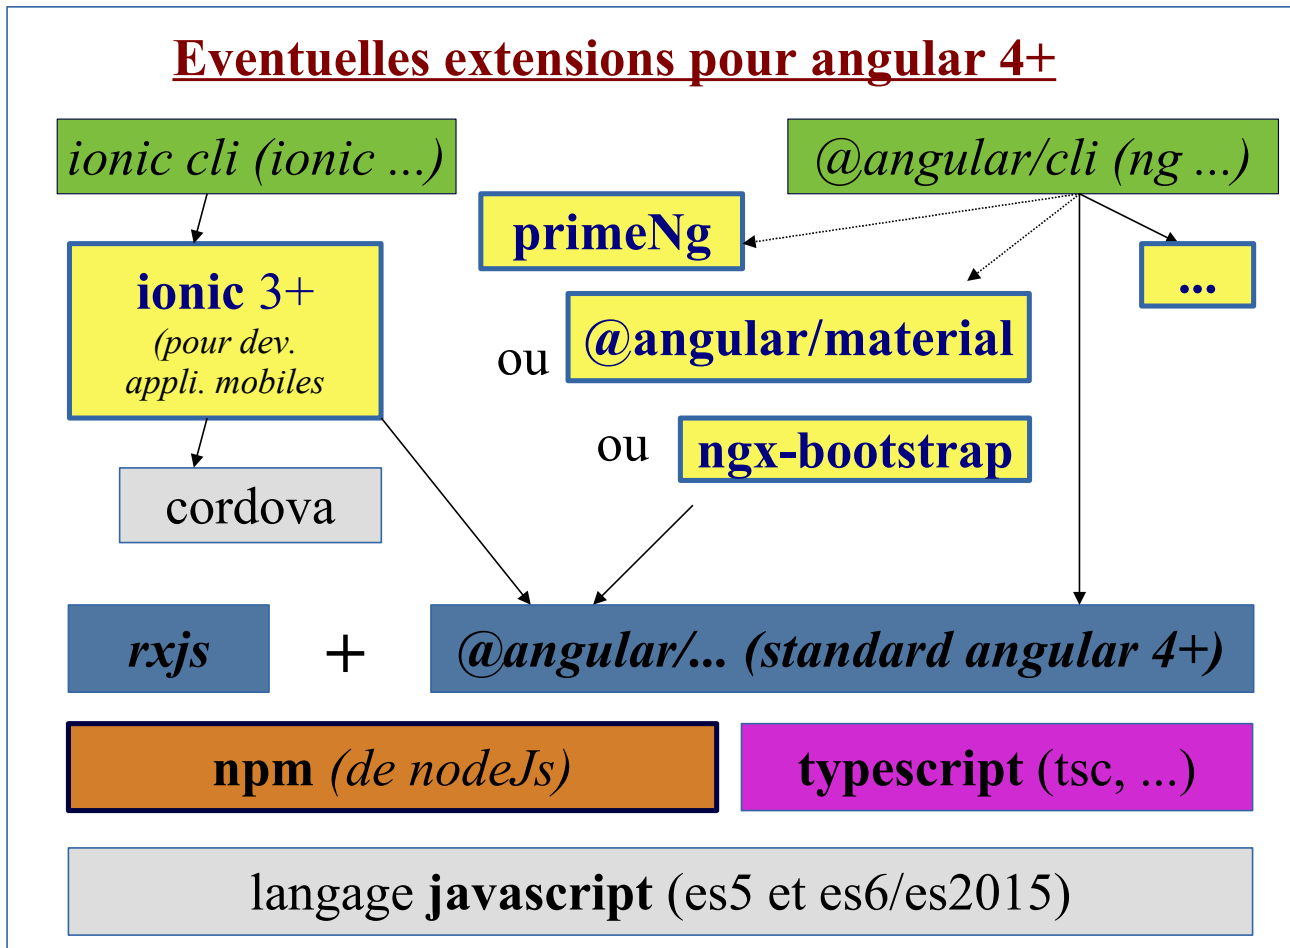 Eventuelles extensions pour angular 4+
ionic cli (ionic ...)
@angular/cli (ng ...)
primeNg
...
ionic 3+
(pour dev.
appli. mobiles
ou
@angular/material
ou
ngx-bootstrap
cordova
rxjs
+
@angular/... (standard angular 4+)
npm (de nodeJs)
typescript (tsc, ...)
langage javascript (es5 et es6/es2015)